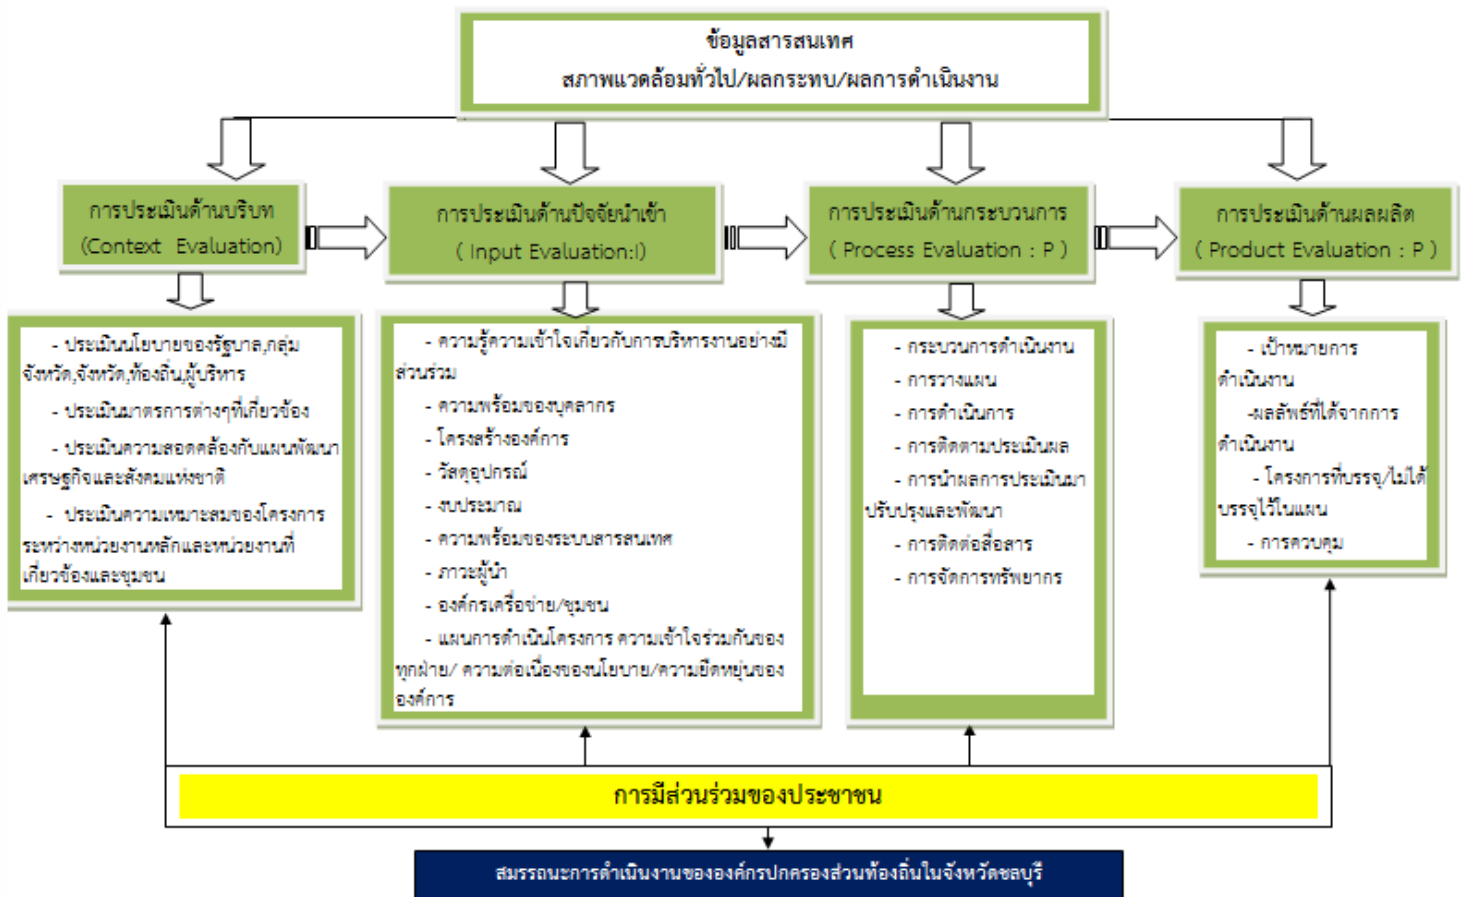 ข้อมูลสารสนเทศ
สภาพแวดล้อมทั่วไป/ผลกระทบ/ผลการดำเนินงาน
การประเมินด้านบริบท
(Context Evaluation)
การประเมินด้านปัจจัยนำเข้า
( Input Evaluation:I)
การประเมินด้านกระบวนการ
( Process Evaluation : P )
การประเมินด้านผลผลิต
( Product Evaluation : P )
- ประเมินนโยบายของรัฐบาล,กลุ่ม
จังหวัด,จังหวัด,ท้องถิ่น,ผู้บริหาร
- ประเมินมาตรการต่างๆที่เกี่ยวข้อง
- ประเมินความสอดคล้องกับแผนพัฒนา
เศรษฐกิจและสังคมแห่งชาติ
- ประเมินความเหมาะสมของโครงการ
ระหว่างหน่วยงานหลักและหน่วยงานที่
เกี่ยวข้องและชุมชน
- ความรู้ความเข้าใจเกี่ยวกับการบริหารงานอย่างมี
ส่วนร่วม
- ความพร้อมของบุคลากร
- โครงสร้างองค์การ
- วัสดุอุปกรณ์
- งบประมาณ
- ความพร้อมของระบบสารสนเทศ
- ภาวะผู้นำ
- องค์กรเครือข่าย/ชุมชน
- แผนการดำเนินโครงการ ความเข้าใจร่วมกันของ
ทุกฝ่าย/ ความต่อเนื่องของนโยบาย/ความยืดหยุ่นของ
องค์การ
- กระบวนการดำเนินงาน
- การวางแผน
- การดำเนินการ
- การติดตามประเมินผล
- การนำผลการประเมินมา
ปรับปรุงและพัฒนา
- การติดต่อสื่อสาร
- การจัดการทรัพยากร
- เป้าหมายการ
ดำเนินงาน
-ผลลัพธ์ที่ได้จากการ
ดำเนินงาน
- โครงการที่บรรจุ/ไม่ได้
บรรจุไว้ในแผน
- การควบคุม
การมีส่วนร่วมของประชาชน
สมรรถนะการดำเนินงานขององค์กรปกครองส่วนท้องถิ่นในจังหวัดชลบุรี